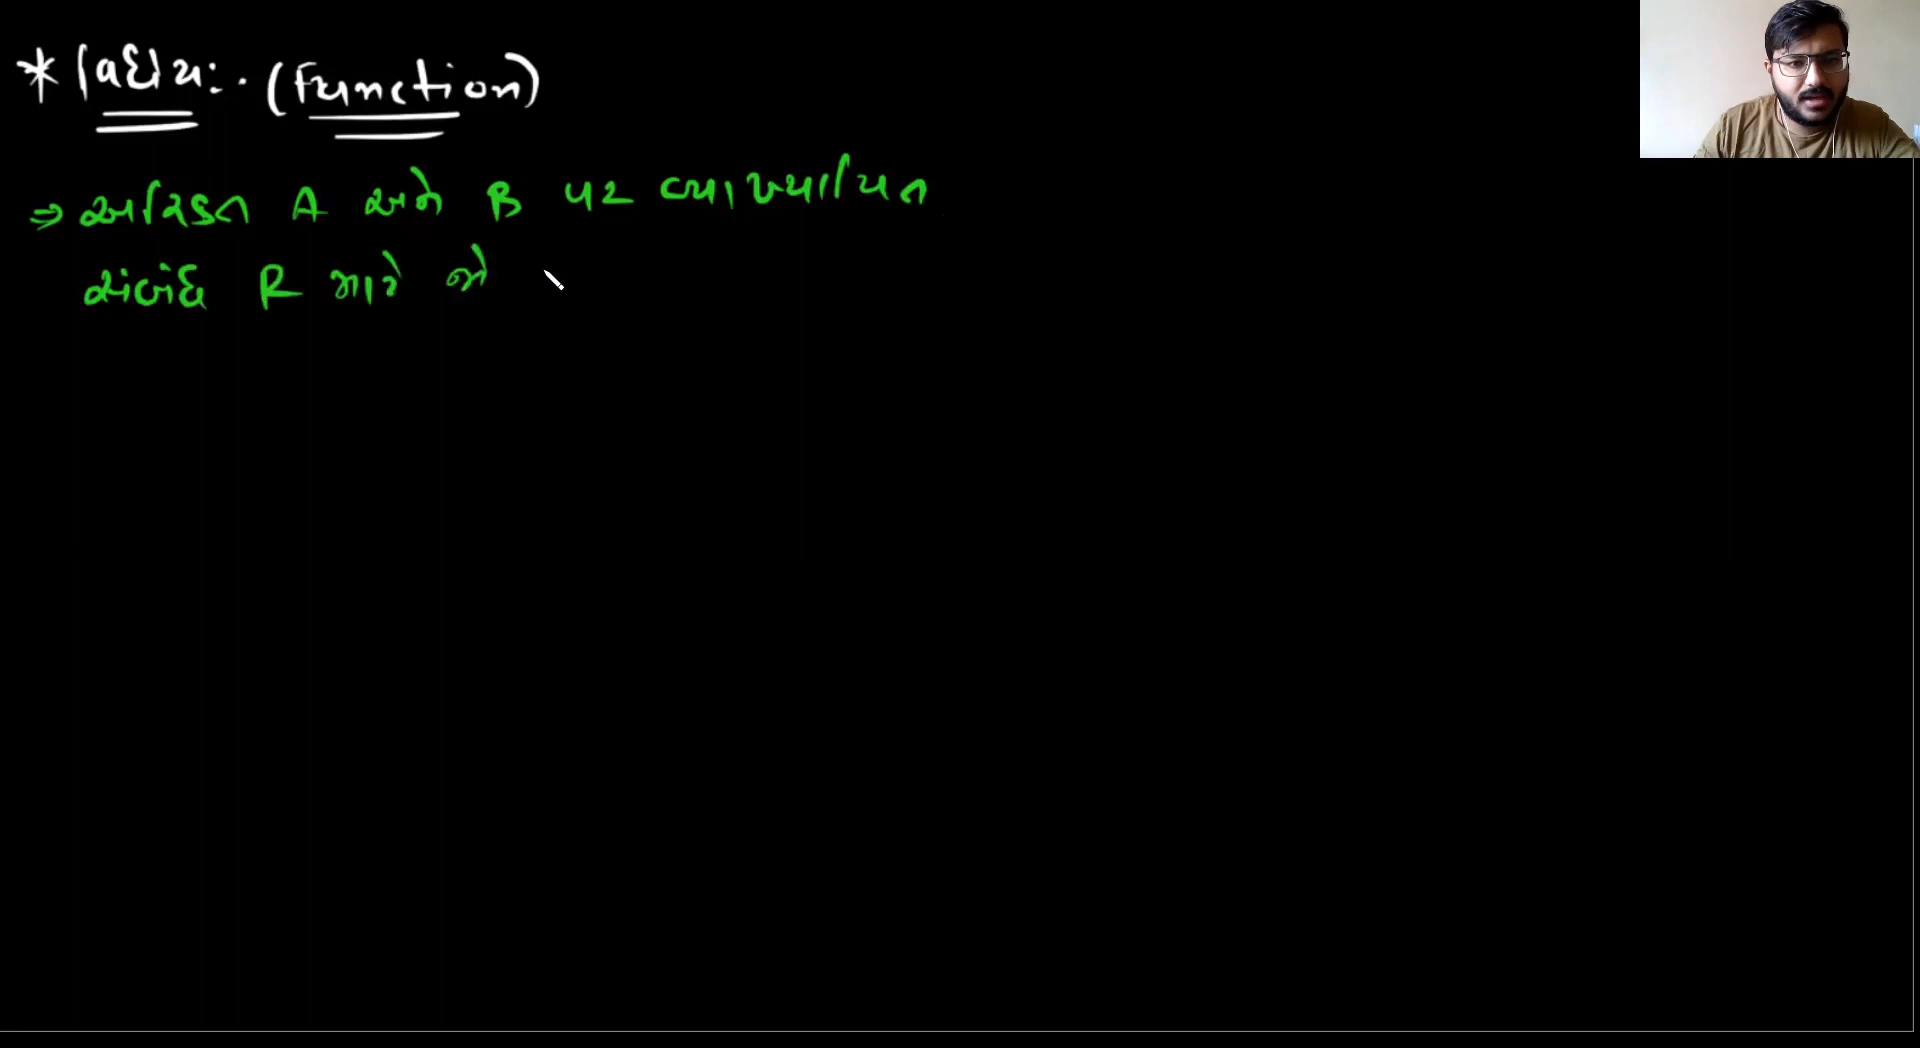 * વિધેય :- (Function)
⇒ અરિક્ત A અને B પર વ્યાખ્યાયિત
સંબંધ R માટે જો